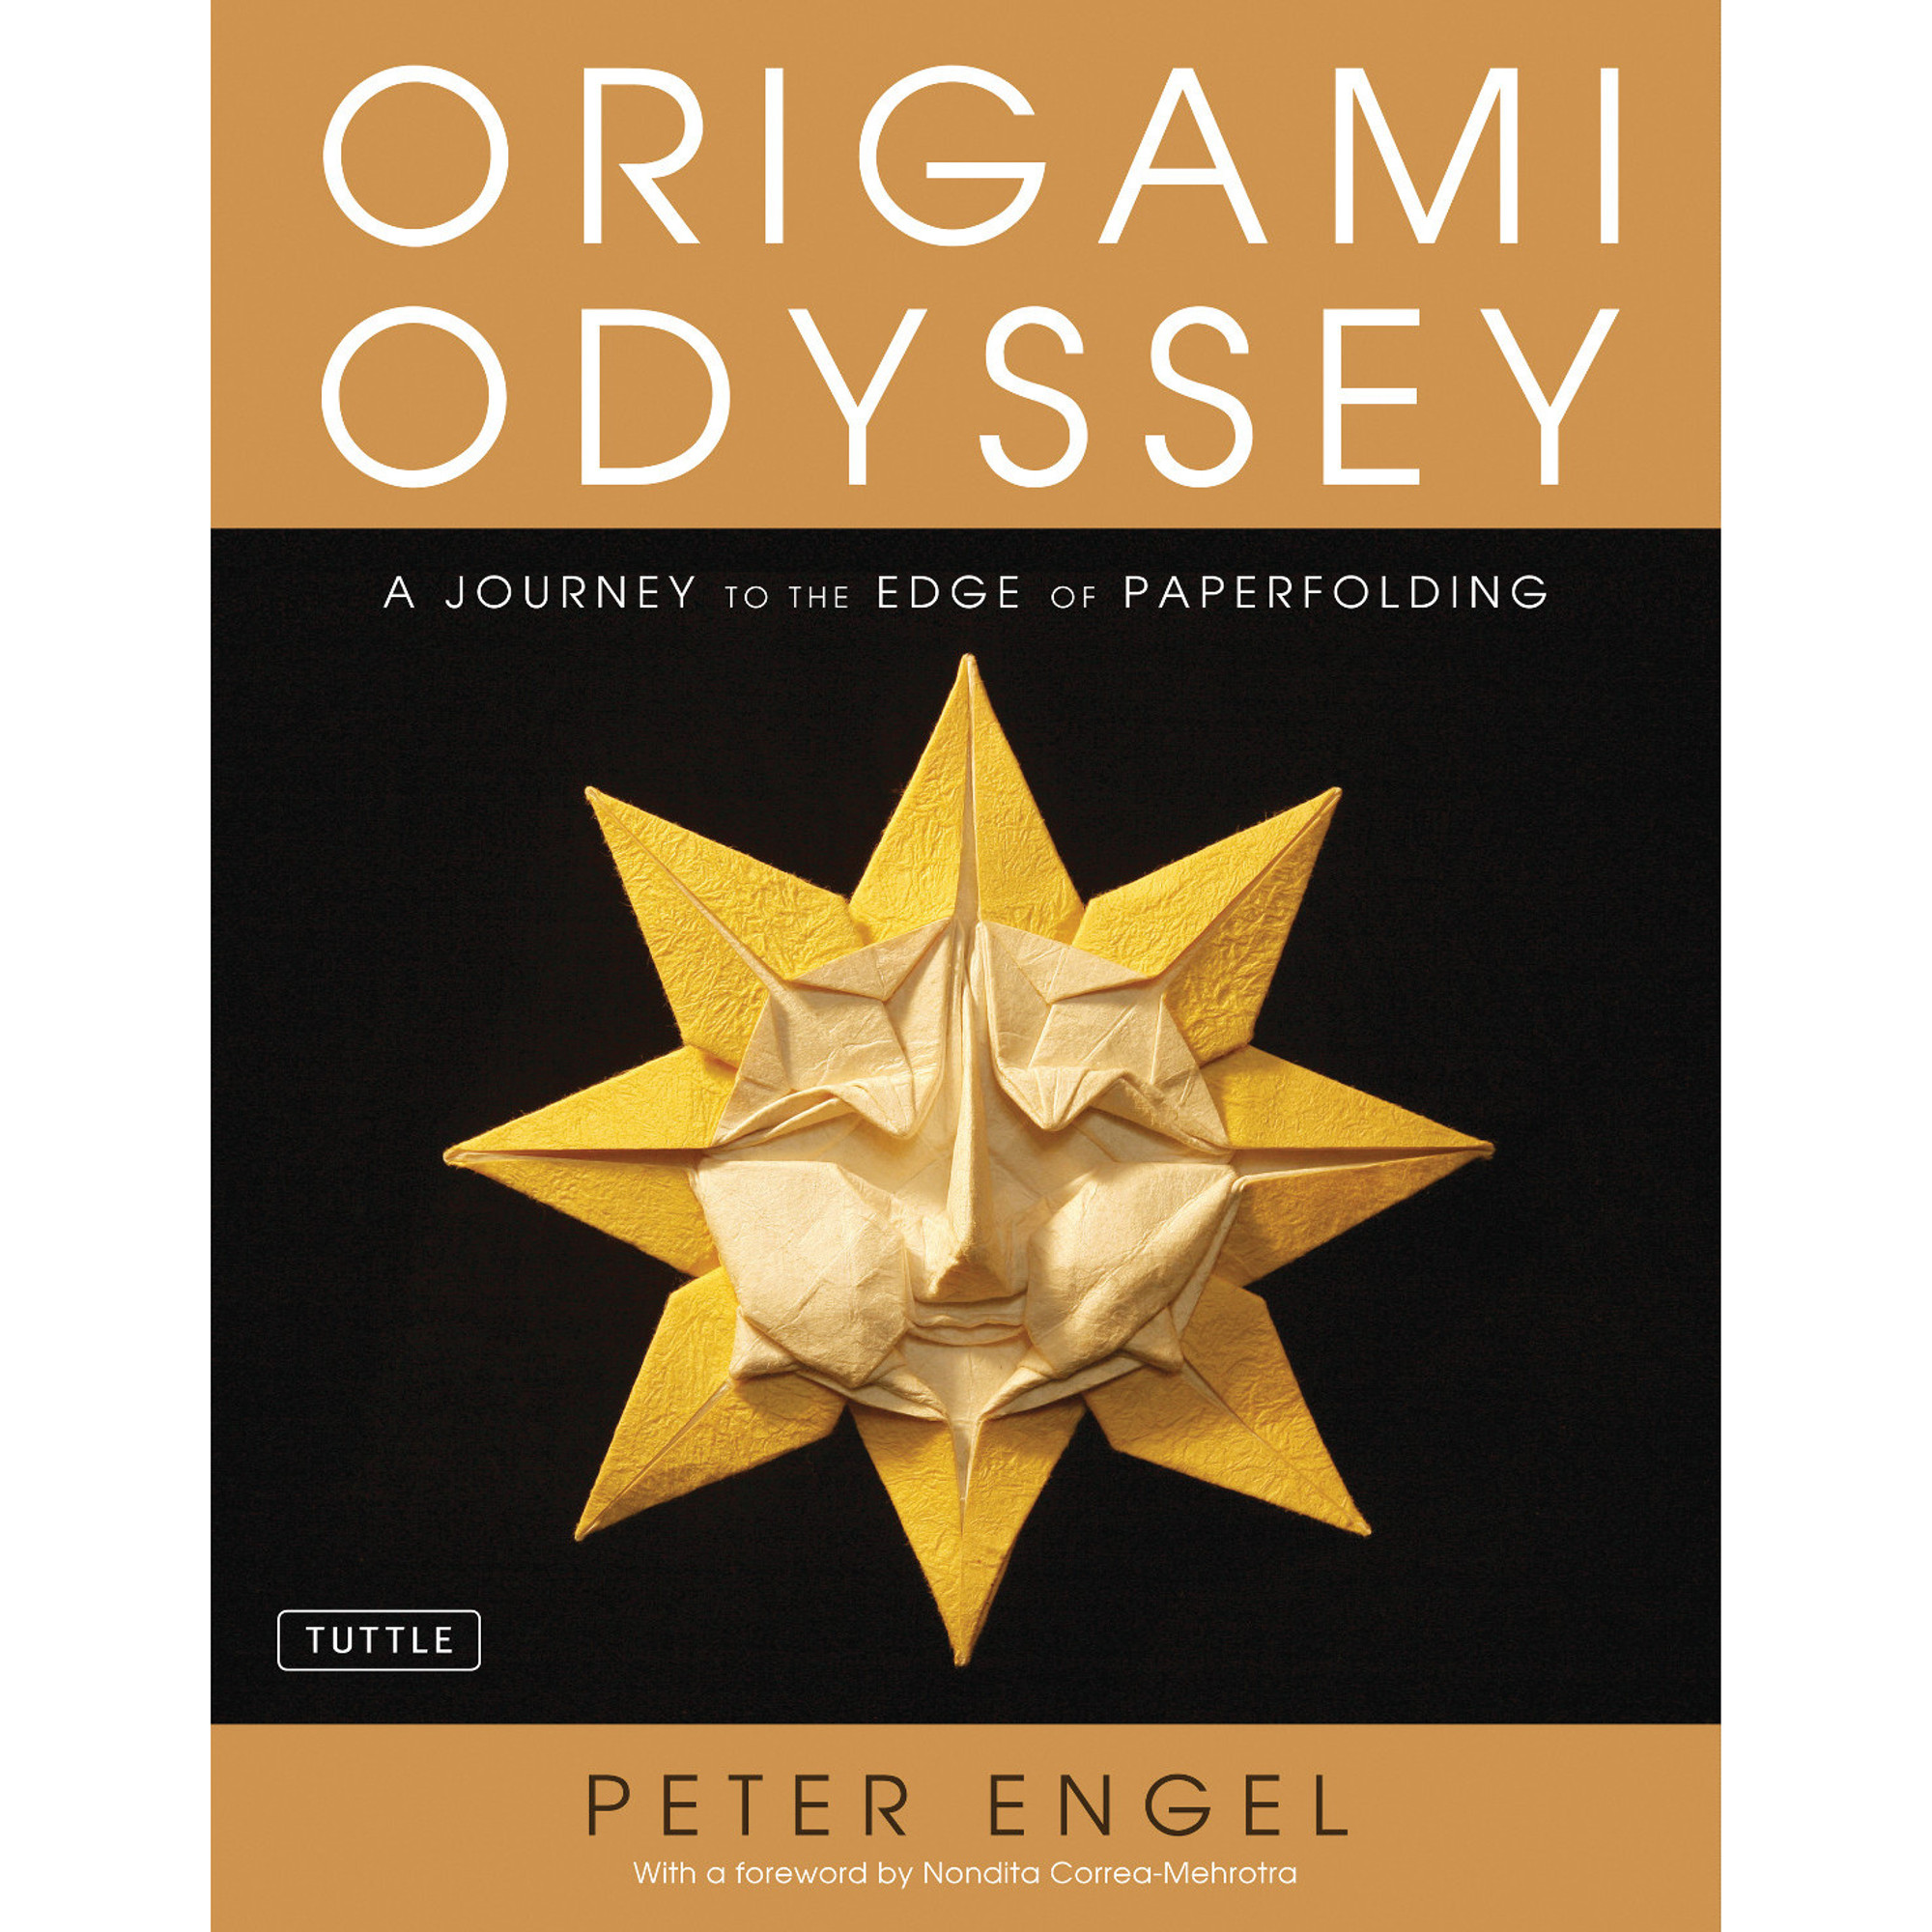 ORIGAMI
ODYSSEY
A JOURNEY TO THE EDGE OF PAPERFOLDING
TUTTLE
PETER ENGEL
With a foreword by Nondita Correa-Mehrotra